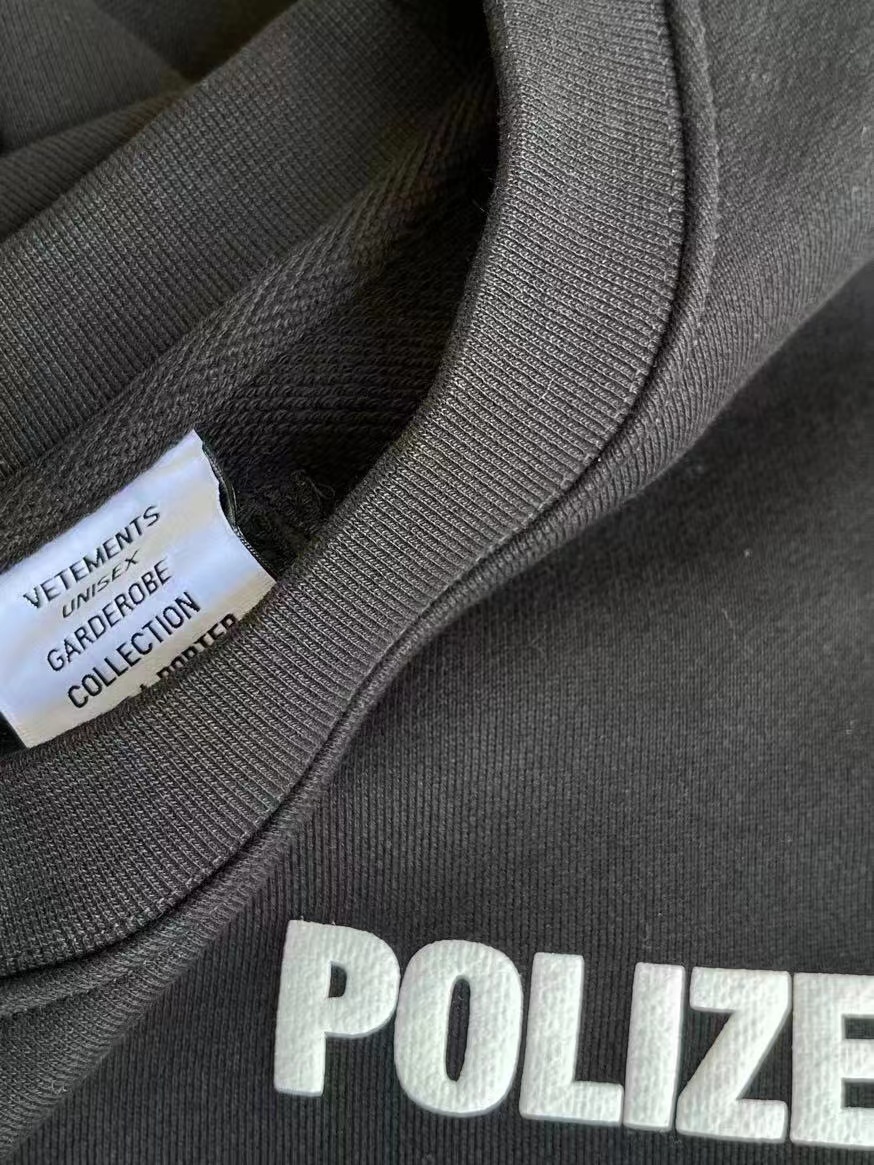 VETEMENTS
UNISEX
GARDEROBE
COLLECTION
POLIZE